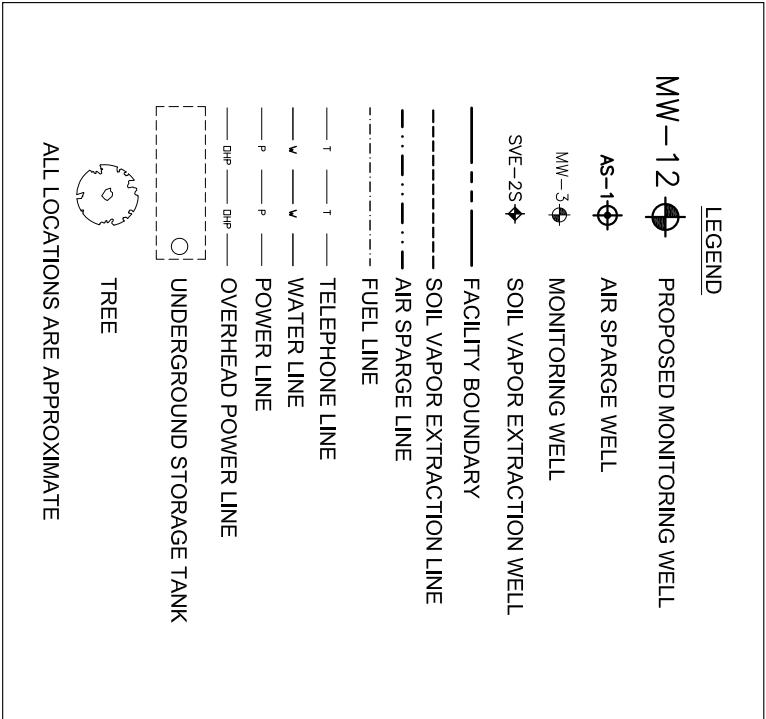 LEGEND
MW-12 PROPOSED MONITORING WELL
AS-1 AIR SPARGE WELL
MW-3 MONITORING WELL
SVE-2S SOIL VAPOR EXTRACTION WELL
FACILITY BOUNDARY
SOIL VAPOR EXTRACTION LINE
AIR SPARGE LINE
FUEL LINE
T T TELEPHONE LINE
W W WATER LINE
P P POWER LINE
OHP OHP OVERHEAD POWER LINE
UNDERGROUND STORAGE TANK
TREE
ALL LOCATIONS ARE APPROXIMATE